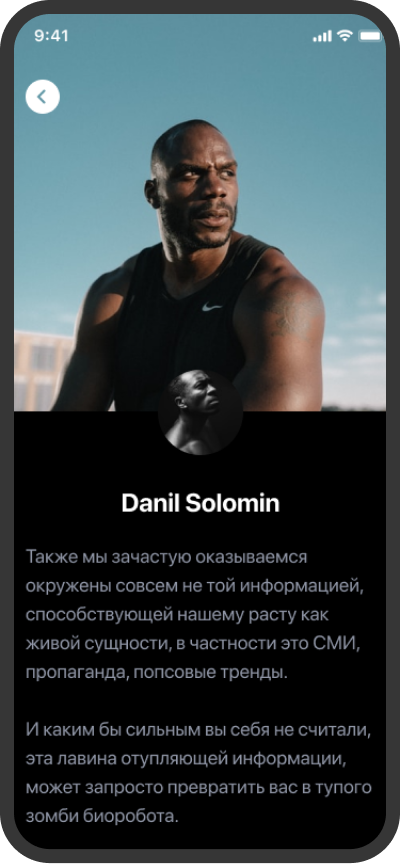 9:41
Danil Solomin
Также мы зачастую оказываемся
окружены совсем не той информацией,
способствующей нашему расту как
живой сущности, в частности это СМИ,
пропаганда, попсовые тренды.
И каким бы сильным вы себя не считали,
эта лавина отупляющей информации,
может запросто превратить вас в тупого
зомби биоробота.